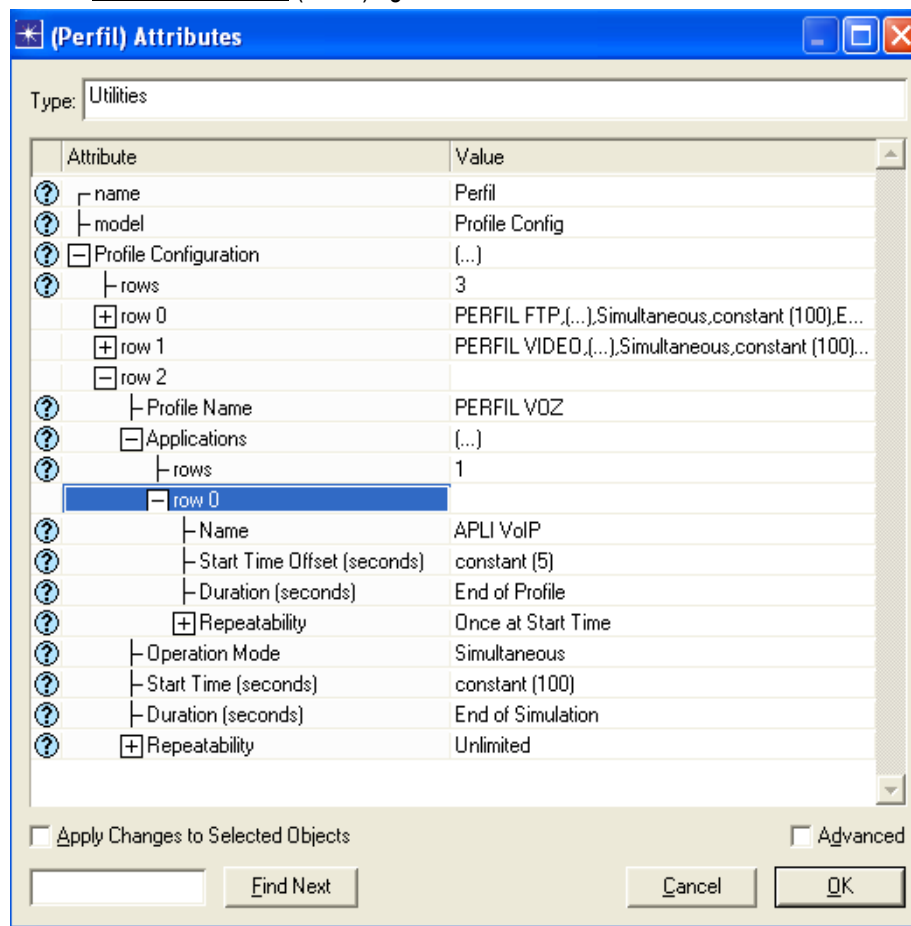 (Perfil) Attributes
Type: Utilities
Attribute Value
name Perfil
model Profile Config
Profile Configuration (...)
rows 3
row 0 PERFIL FTP,(...),Simultaneous,constant (100),E...
row 1 PERFIL VIDEO,(...),Simultaneous,constant (100)...
row 2
Profile Name PERFIL VOZ
Applications (...)
rows 1
row 0
Name APLI VoIP
Start Time Offset (seconds) constant (5)
Duration (seconds) End of Profile
Repeatability Once at Start Time
Operation Mode Simultaneous
Start Time (seconds) constant (100)
Duration (seconds) End of Simulation
Repeatability Unlimited
Apply Changes to Selected Objects Advanced
Find Next Cancel OK